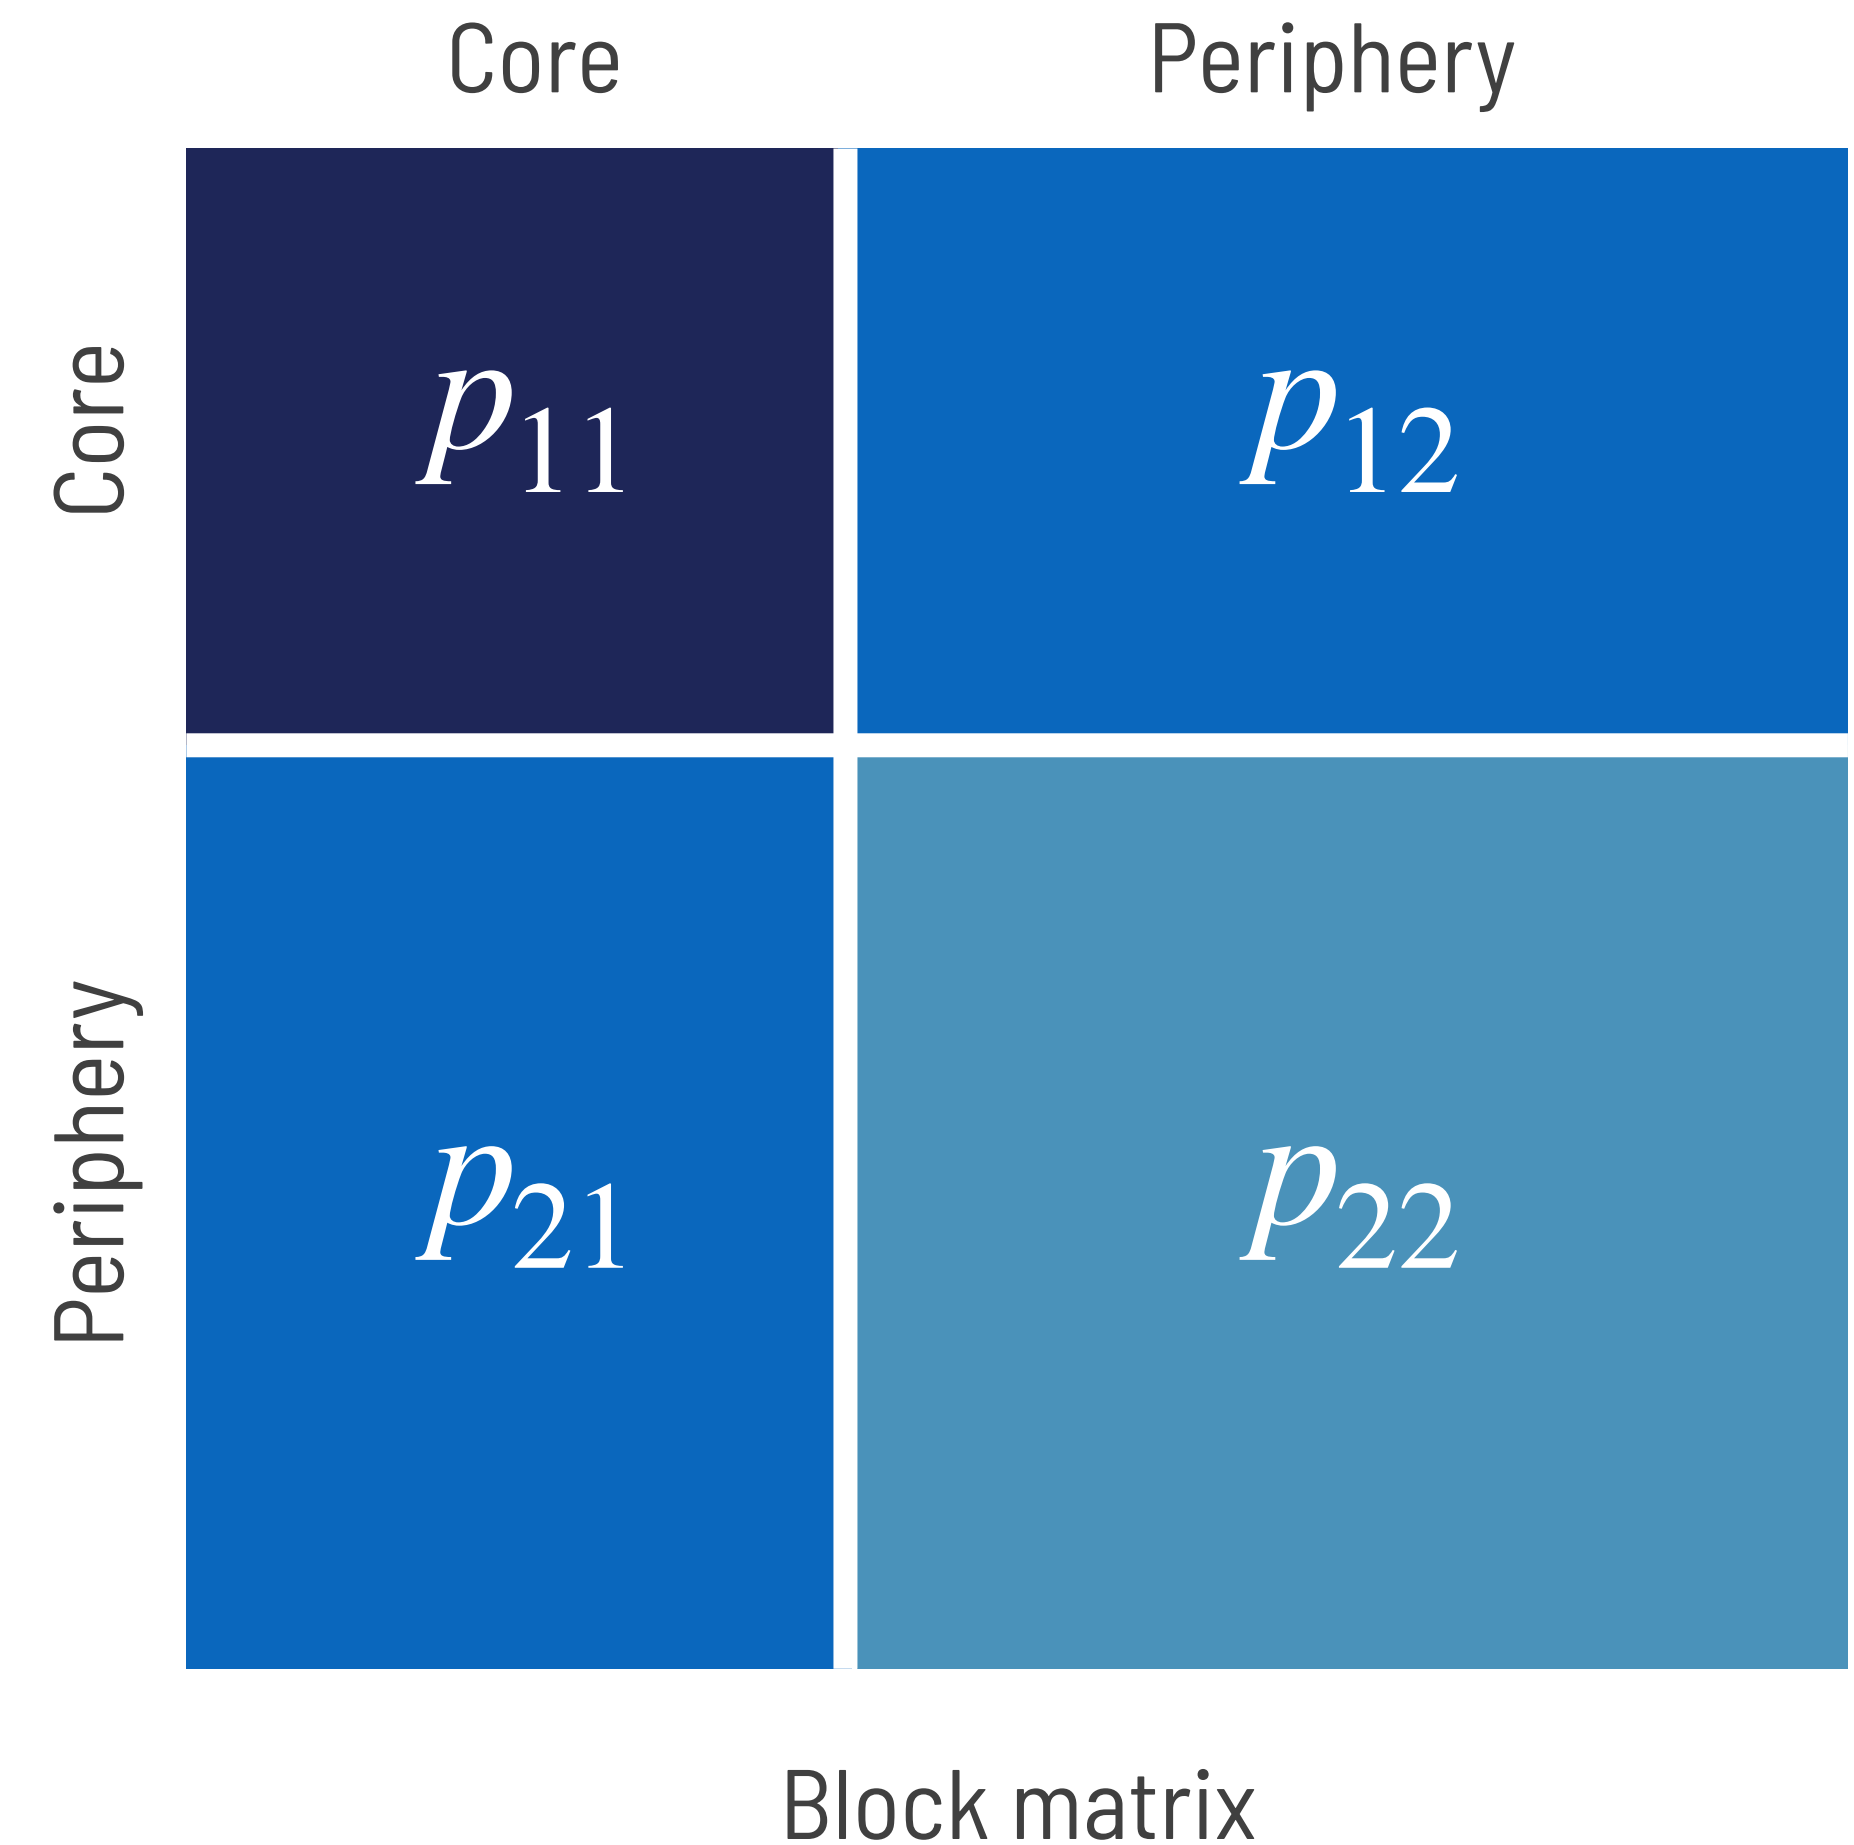 Core Periphery
Core
p11 p12
Periphery
p21 p22
Block matrix